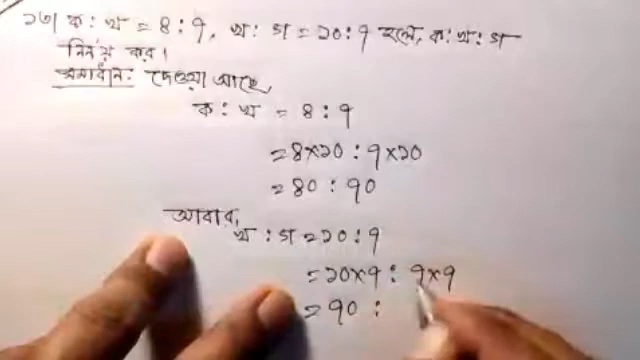 ১৩। ক : খ = ৪ : ৭, খ : গ = ১০ : ৭ হলে, ক : খ : গ
নির্ণয় কর।
সমাধান: দেওয়া আছে,
ক : খ = ৪ : ৭
= ৪×১০ : ৭×১০
= ৪০ : ৭০
আবার,
খ : গ = ১০ : ৭
= ১০×৭ : ৭×৭
= ৭০ :